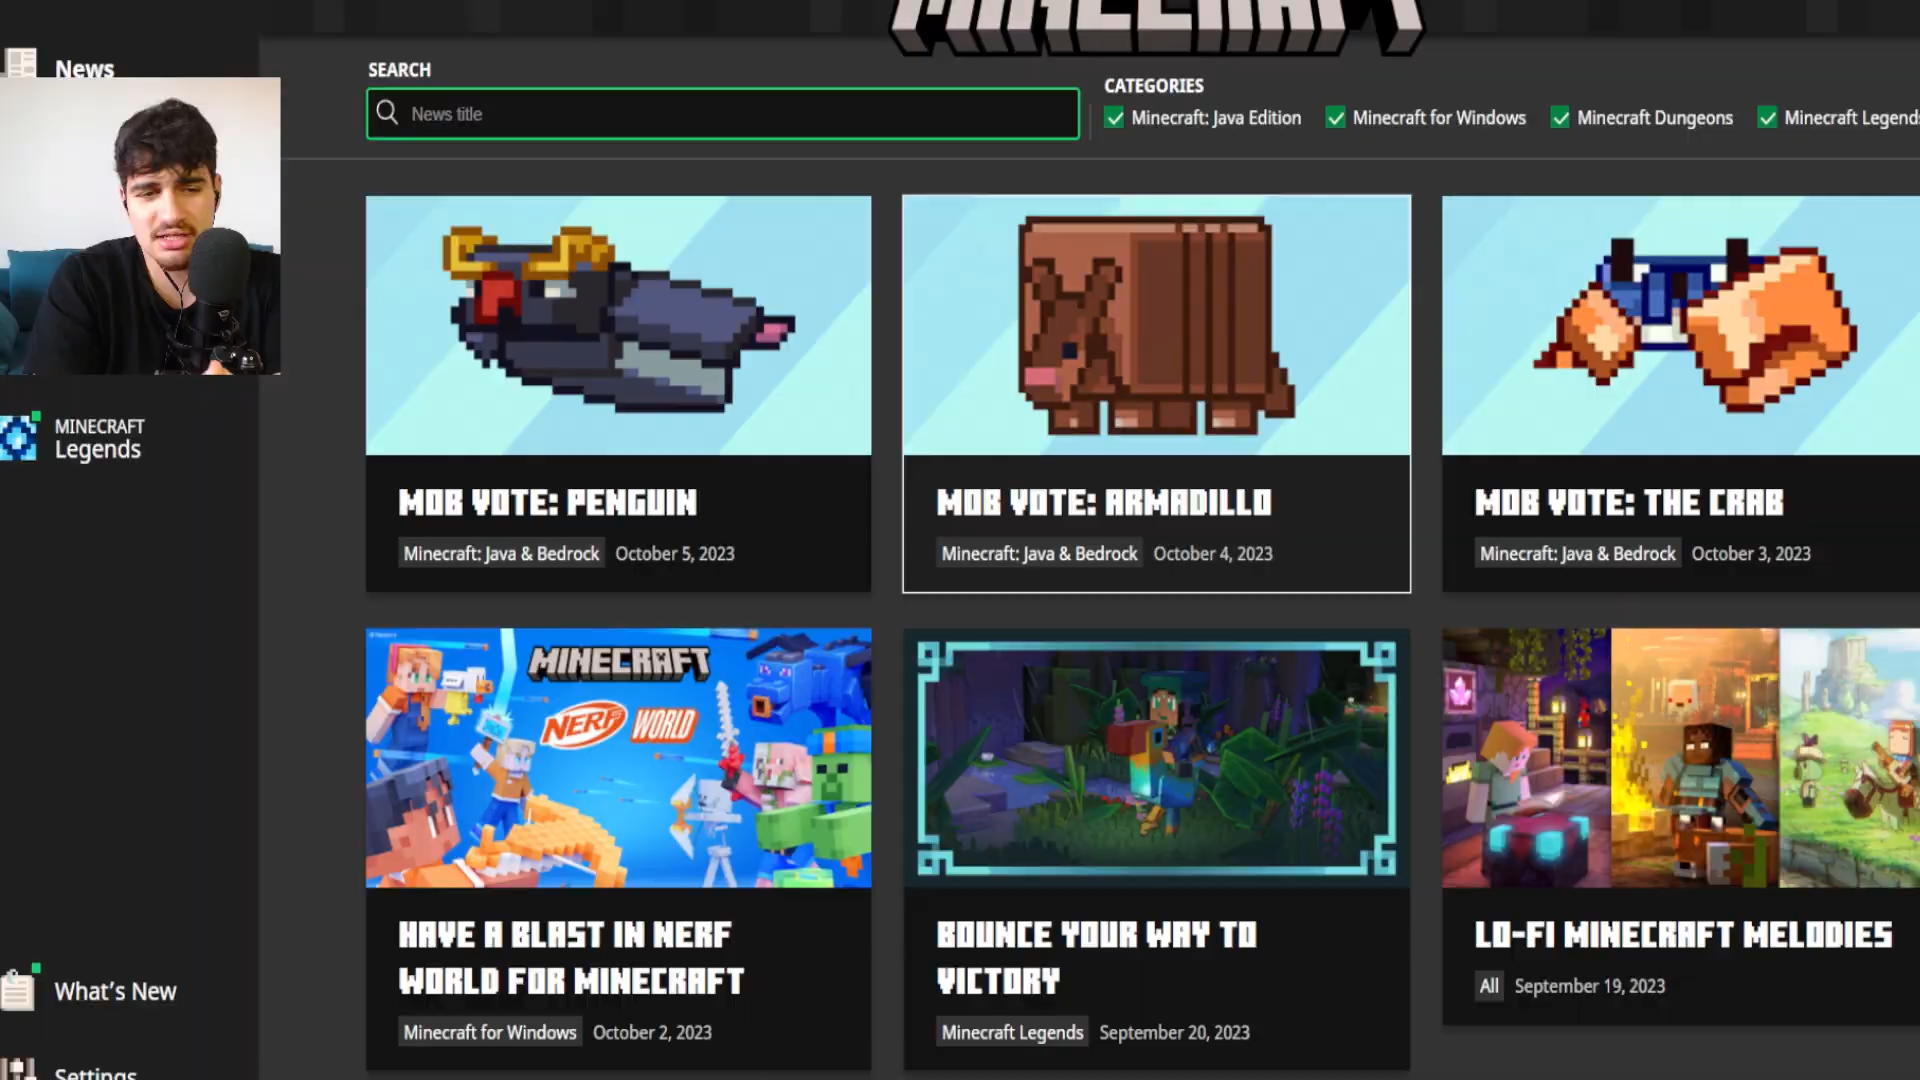 MINECRAFT
News
SEARCH
News title
CATEGORIES
Minecraft: Java Edition
Minecraft for Windows
Minecraft Dungeons
Minecraft Legends
MINECRAFT
Legends
MOB VOTE: PENGUIN
Minecraft: Java & Bedrock October 5, 2023
MOB VOTE: ARMADILLO
Minecraft: Java & Bedrock October 4, 2023
MOB VOTE: THE CRAB
Minecraft: Java & Bedrock October 3, 2023
MINECRAFT
NERF WORLD
HAVE A BLAST IN NERF
WORLD FOR MINECRAFT
Minecraft for Windows October 2, 2023
BOUNCE YOUR WAY TO
VICTORY
Minecraft Legends September 20, 2023
LO-FI MINECRAFT MELODIES
All September 19, 2023
What's New
Settings